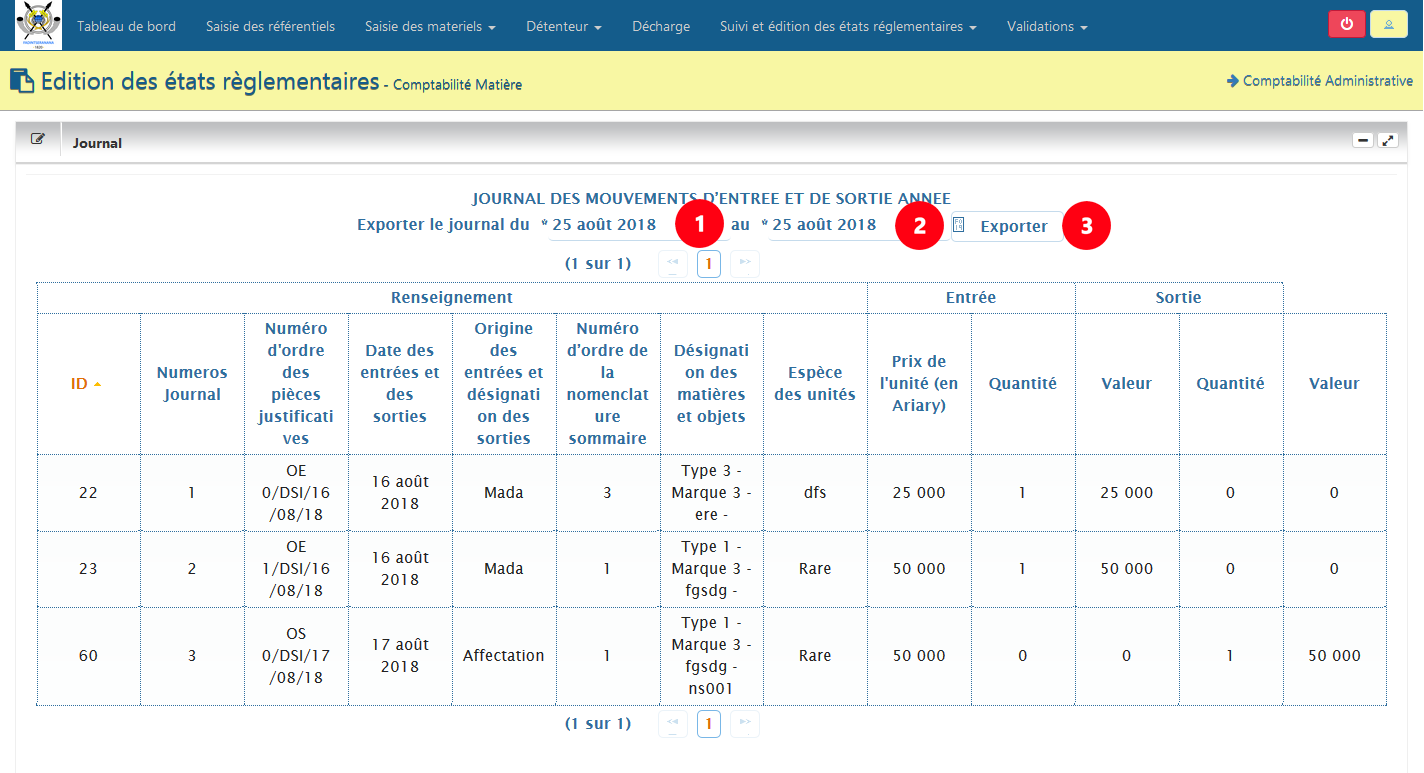 Tableau de bord Saisie des référentiels Saisie des materiels Détenteur Décharge Suivi et édition des états réglementaires Validations
Edition des états règlementaires - Comptabilité Matière
Comptabilité Administrative
Journal
JOURNAL DES MOUVEMENTS D'ENTREE ET DE SORTIE ANNEE
Exporter le journal du * 25 août 2018 1 au * 25 août 2018 2 Exporter 3
(1 sur 1) 1
Renseignement Entrée Sortie
ID
Numeros
Journal
Numéro
d'ordre
des
pièces
justificati
ves
Date des
entrées et
des
sorties
Origine
des
entrées et
désignati
on des
sorties
Numéro
d'ordre de
la
nomenclat
ure
sommaire
Désignati
on des
matières
et objets
Espèce
des unités
Prix de
l'unité (en
Ariary)
Quantité
Valeur
Quantité
Valeur
22
1
OE
0/DSI/16
/08/18
16 août
2018
Mada
3
Type 3 -
Marque 3 -
ere -
dfs
25 000
1
25 000
0
0
23
2
OE
1/DSI/16
/08/18
16 août
2018
Mada
1
Type 1 -
Marque 3 -
fgsdg -
Rare
50 000
1
50 000
0
0
60
3
OS
0/DSI/17
/08/18
17 août
2018
Affectation
1
Type 1 -
Marque 3 -
fgsdg -
ns001
Rare
50 000
0
0
1
50 000
(1 sur 1) 1